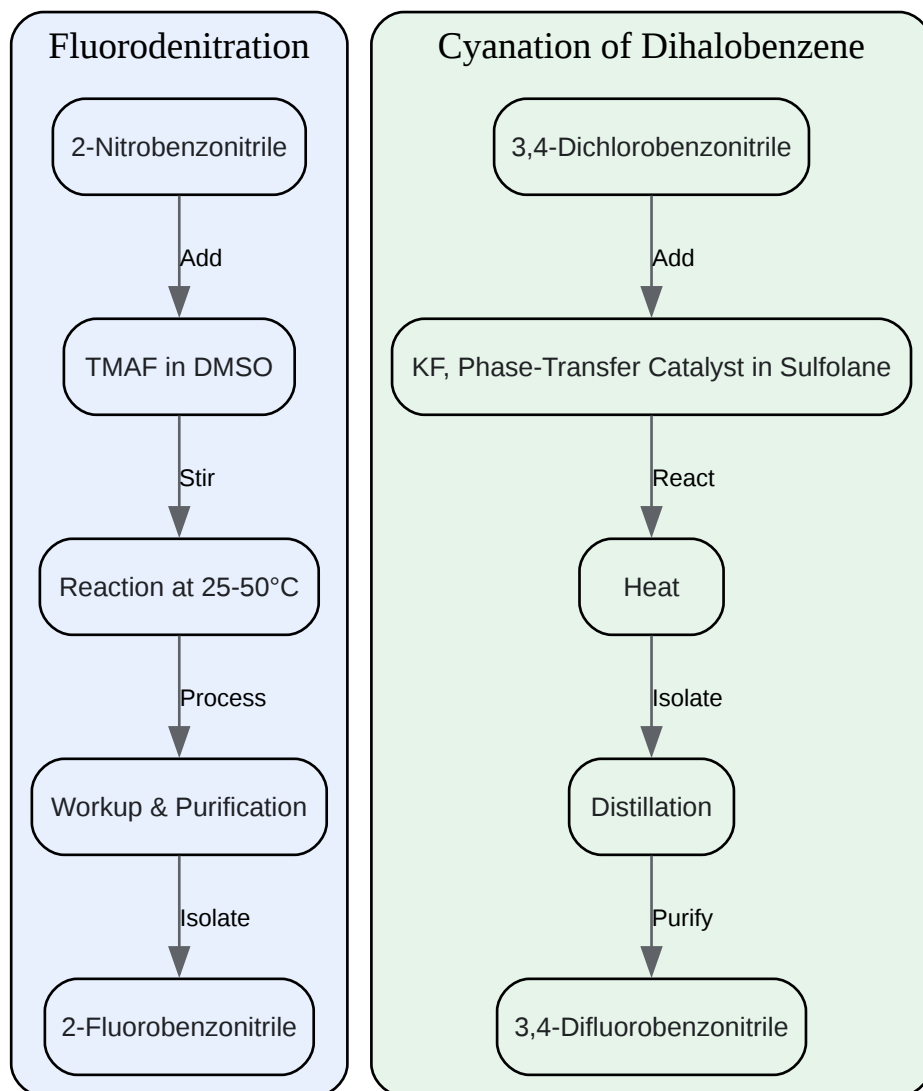 Fluorodenitration
2-Nitrobenzonitrile
Add
TMAF in DMSO
Stir
Reaction at 25-50°C
Process
Workup & Purification
Isolate
2-Fluorobenzonitrile
Cyanation of Dihalobenzene
3,4-Dichlorobenzonitrile
Add
KF, Phase-Transfer Catalyst in Sulfolane
React
Heat
Isolate
Distillation
Purify
3,4-Difluorobenzonitrile